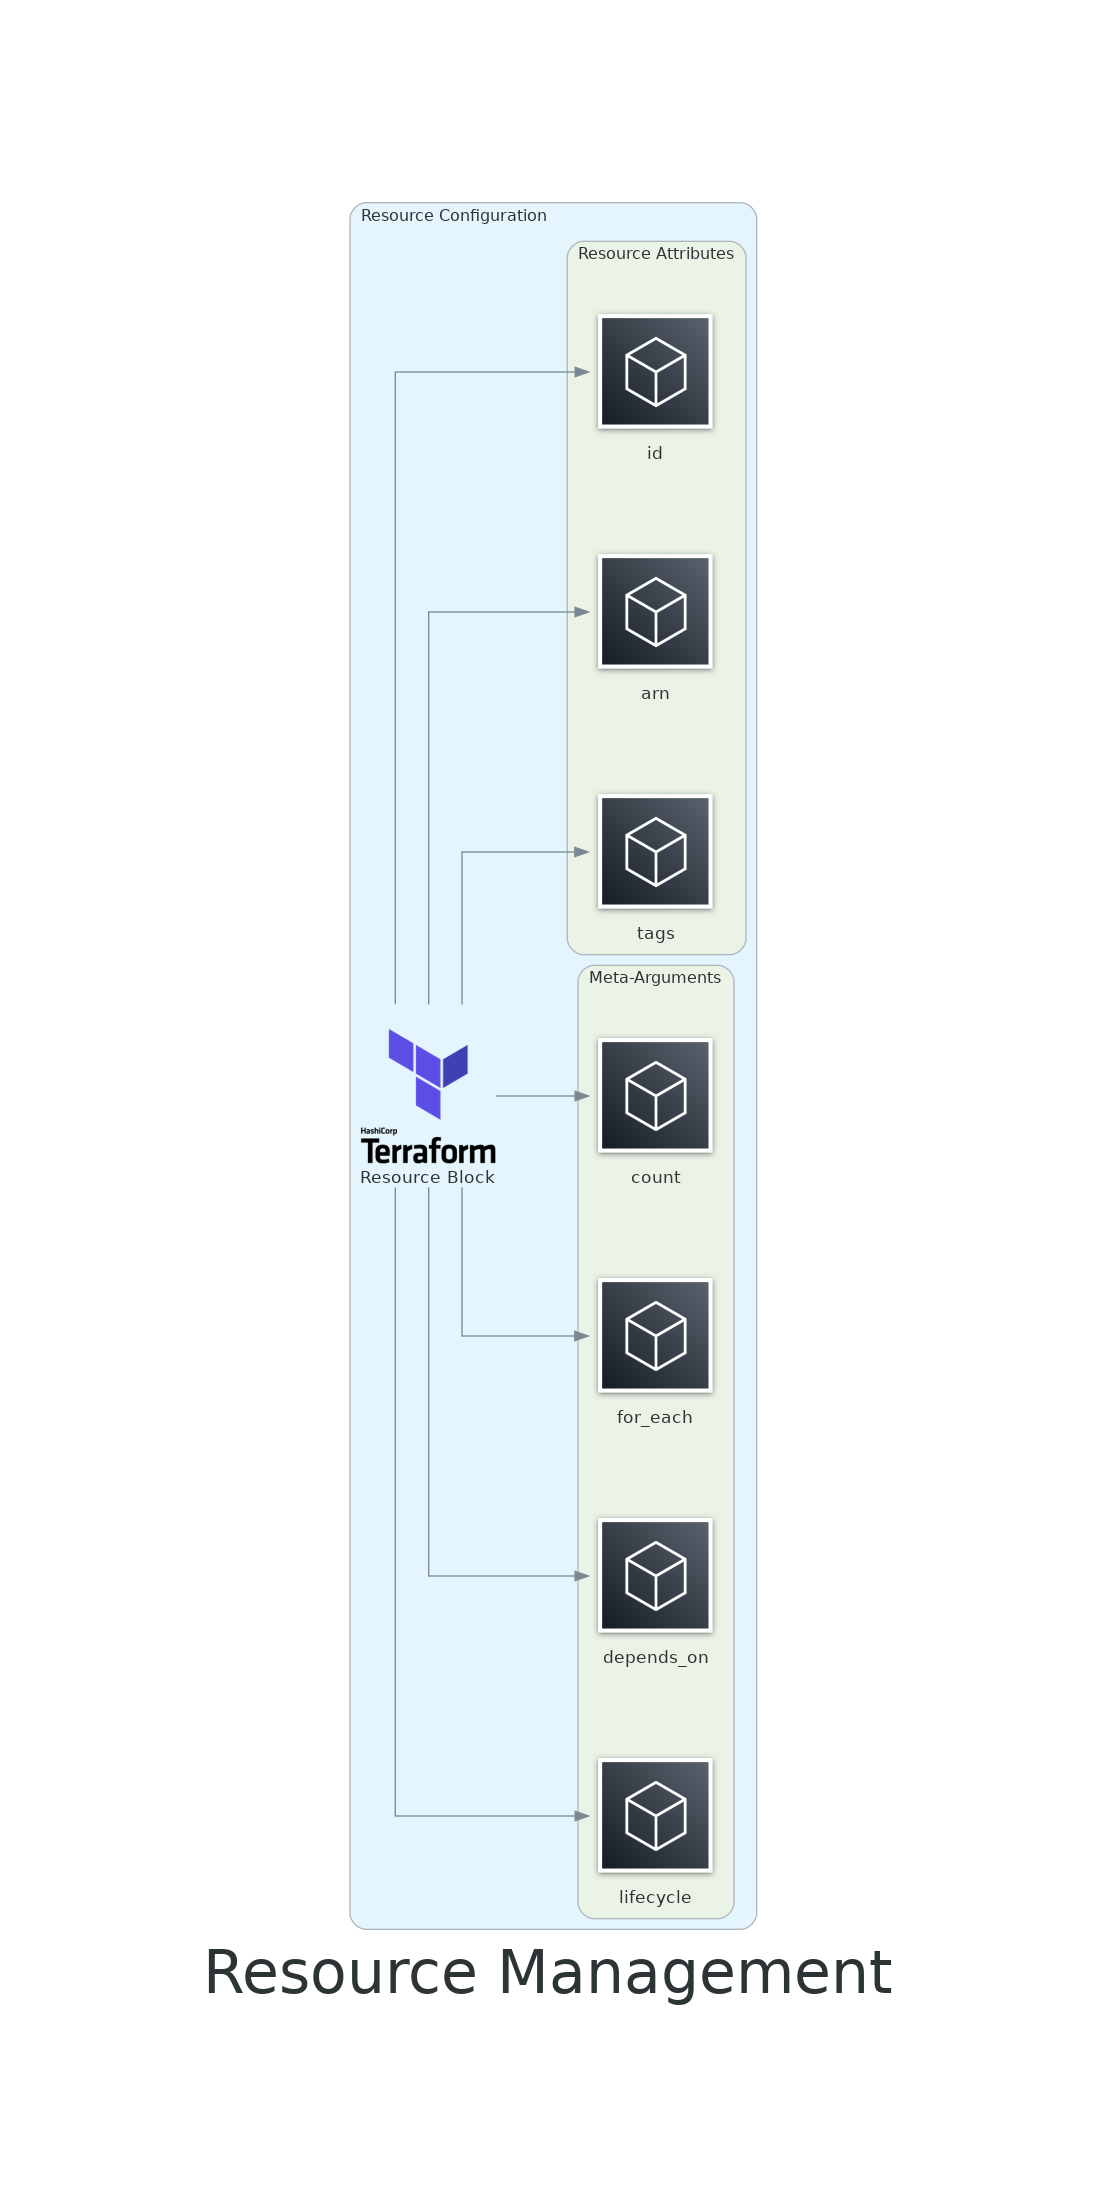 Resource Configuration
Resource Attributes
id
arn
tags
Meta-Arguments
HashiCorp
Terraform
Resource Block
count
for_each
depends_on
lifecycle
Resource Management